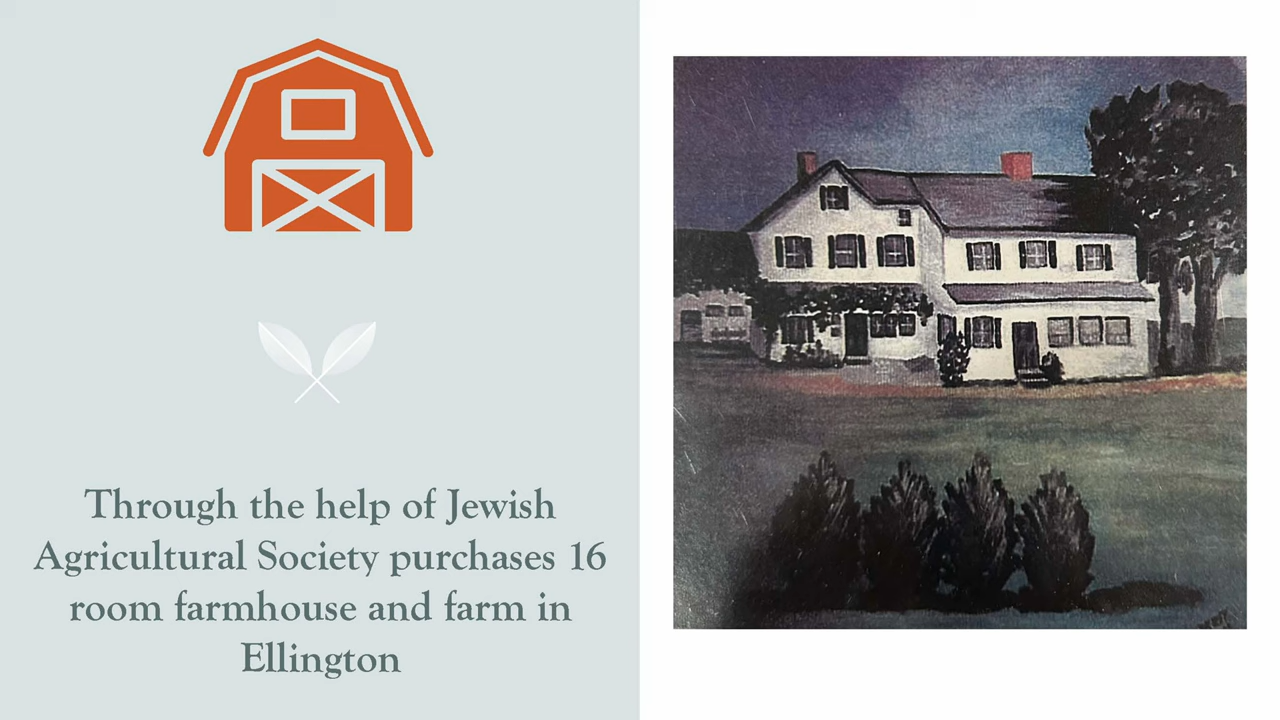 Through the help of Jewish
Agricultural Society purchases 16
room farmhouse and farm in
Ellington